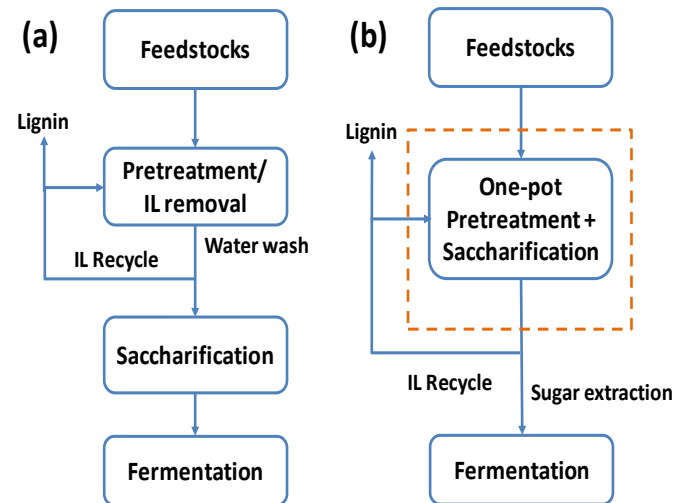 (a)
Feedstocks
Lignin
Pretreatment/
IL removal
Water wash
IL Recycle
Saccharification
Fermentation
(b)
Feedstocks
Lignin
One-pot
Pretreatment +
Saccharification
IL Recycle
Sugar extraction
Fermentation